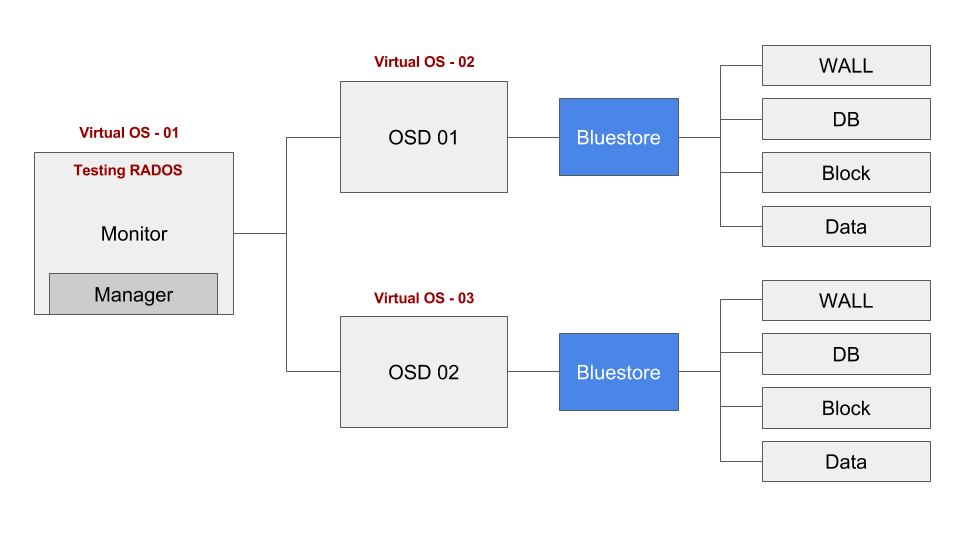 Virtual OS - 01
Testing RADOS
Monitor
Manager
Virtual OS - 02
OSD 01
Bluestore
WALL
DB
Block
Data
Virtual OS - 03
OSD 02
Bluestore
WALL
DB
Block
Data